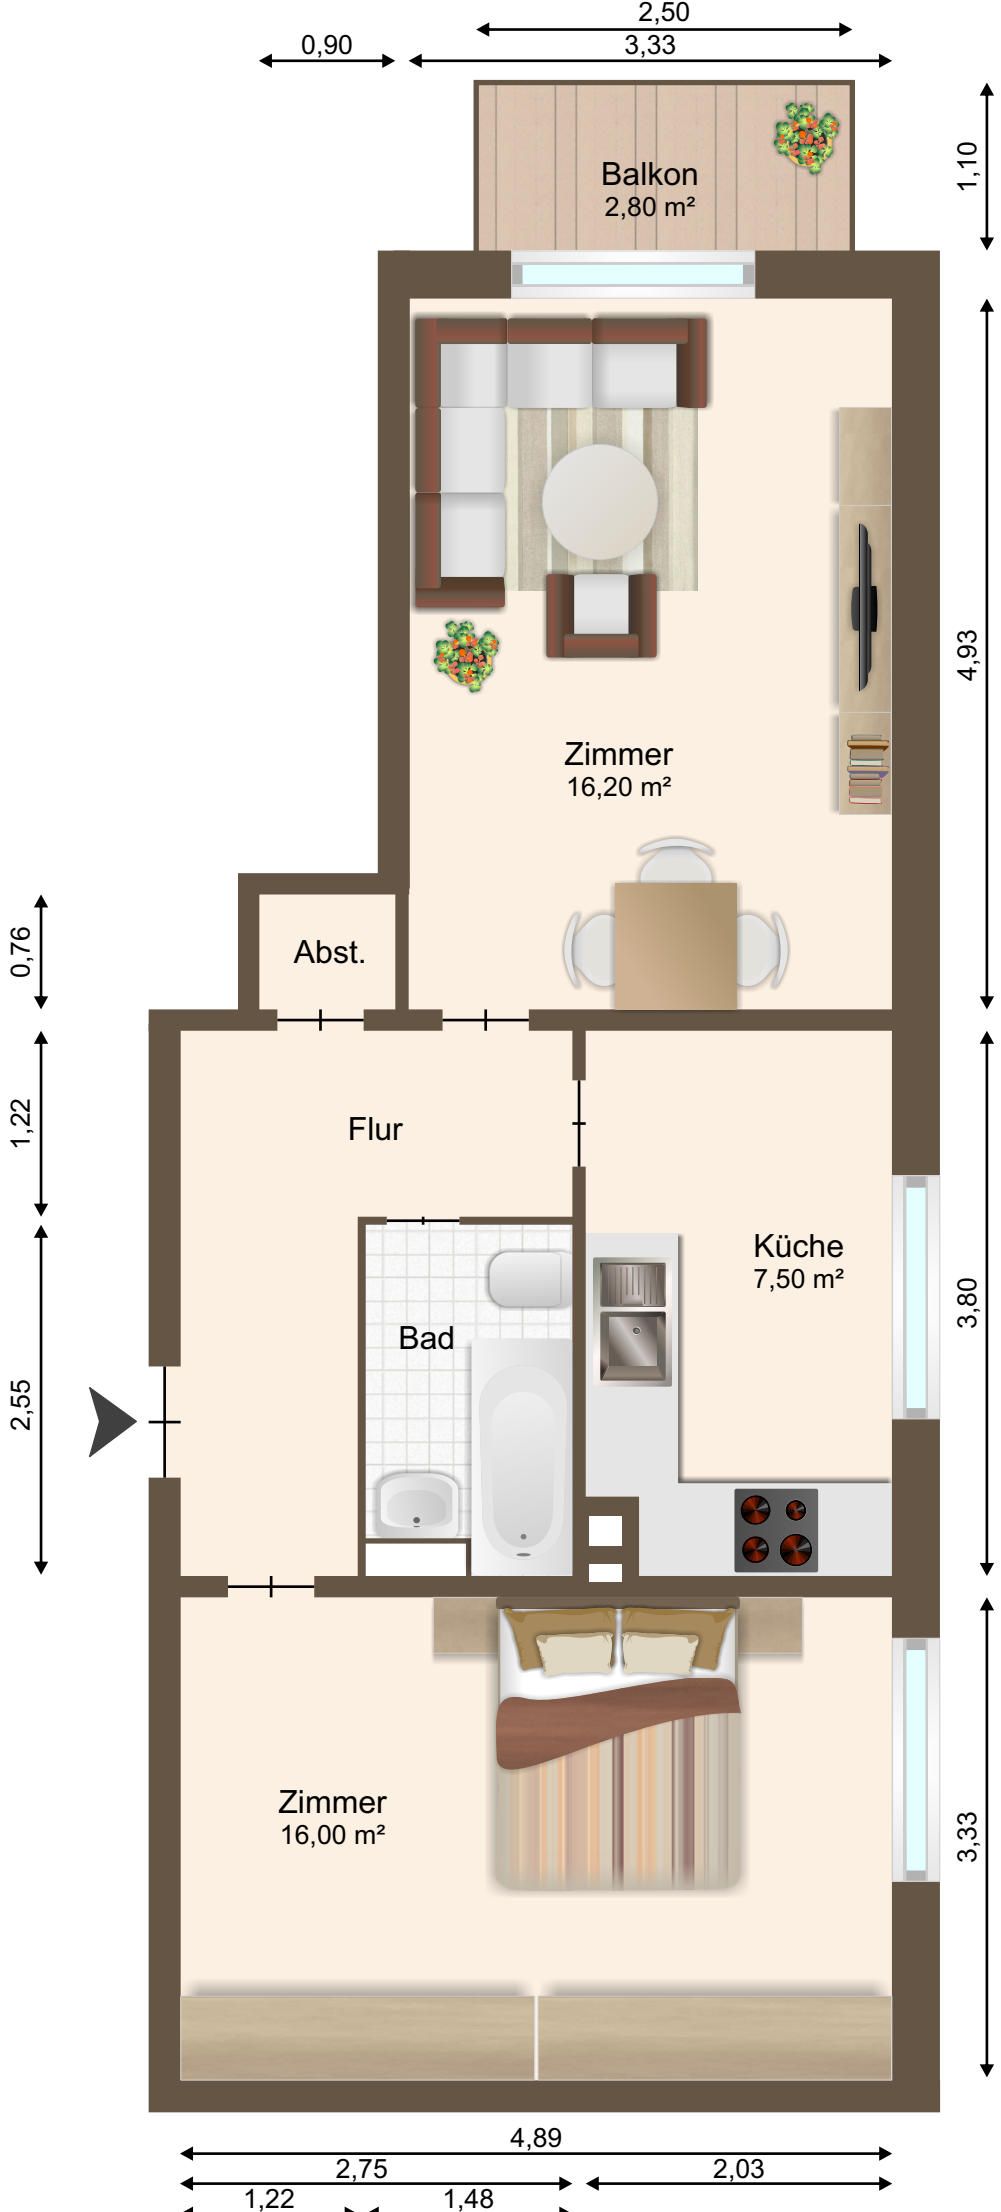 2,50
0,90
3,33
1,10
Balkon
2,80 m²
4,93
Zimmer
16,20 m²
0,76
Abst.
1,22
Flur
Küche
7,50 m²
3,80
Bad
2,55
Zimmer
16,00 m²
3,33
4,89
2,75
2,03
1,22
1,48